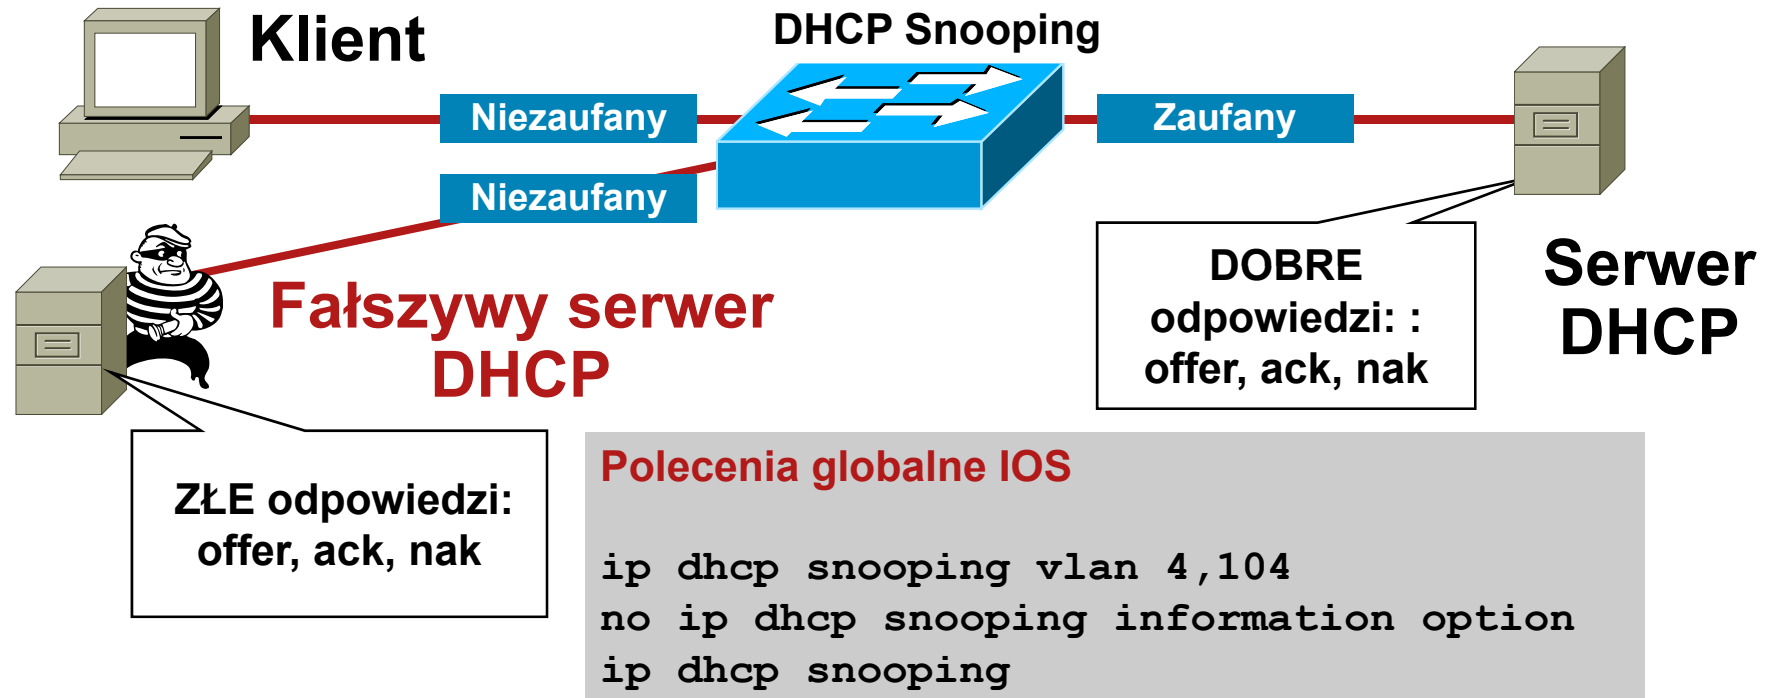 Klient
DHCP Snooping
Niezaufany
Zaufany
Niezaufany
Fałszywy serwer
DHCP
DOBRE
odpowiedzi: :
offer, ack, nak
Serwer
DHCP
ZŁE odpowiedzi:
offer, ack, nak
Polecenia globalne IOS
ip dhcp snooping vlan 4,104
no ip dhcp snooping information option
ip dhcp snooping